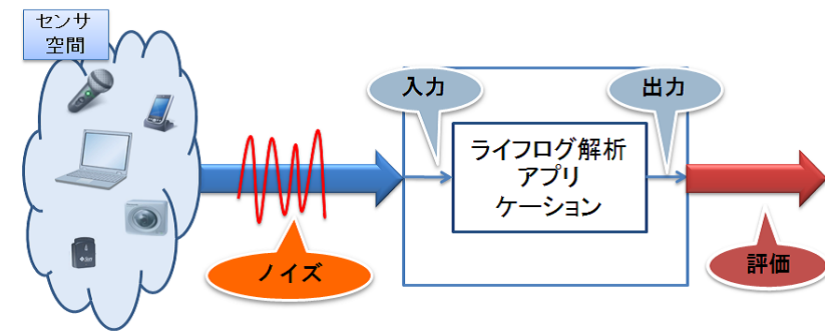 センサ
空間
入力
出力
ライフログ解析
アプリ
ケーション
ノイズ
評価